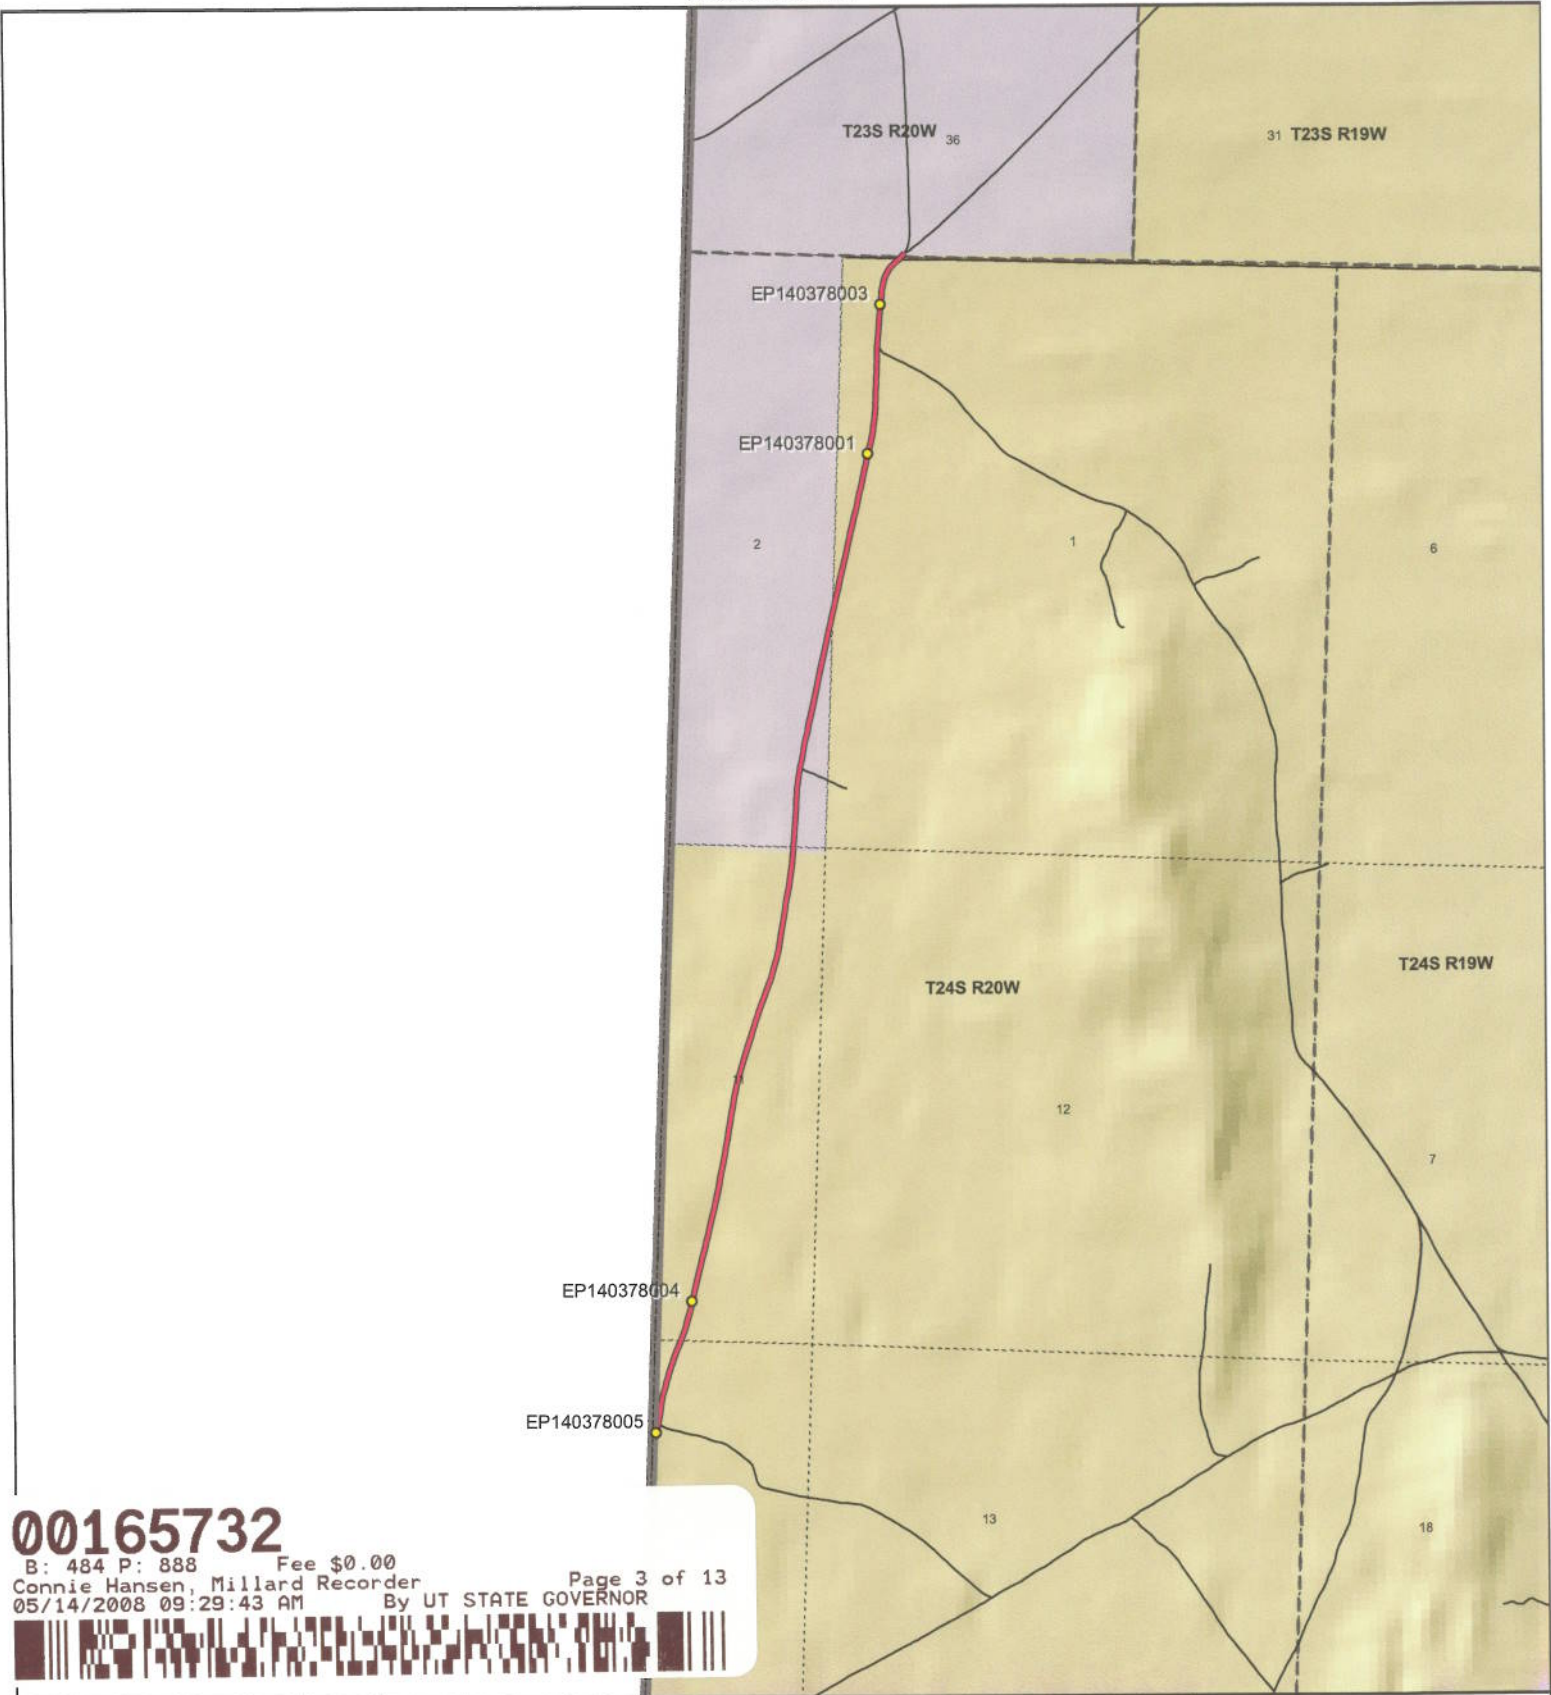 T23S R20W 36
31 T23S R19W
EP140378003
EP140378001
2
1
6
T24S R19W
T24S R20W
11
12
7
EP140378004
EP140378005
13
18
00165732
B: 484 P: 888 Fee $0.00
Connie Hansen, Millard Recorder Page 3 of 13
05/14/2008 09:29:43 AM By UT STATE GOVERNOR